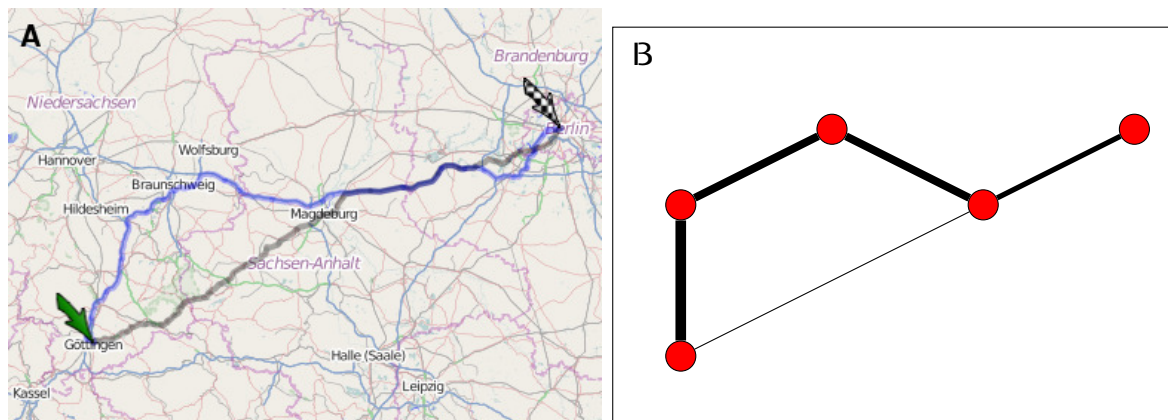 A
B
Brandenburg
Niedersachsen
Berlin
Wolfsburg
Hannover
Braunschweig
Hildesheim
Magdeburg
Sachsen-Anhalt
Göttingen
Halle (Saale)
Leipzig
Kassel